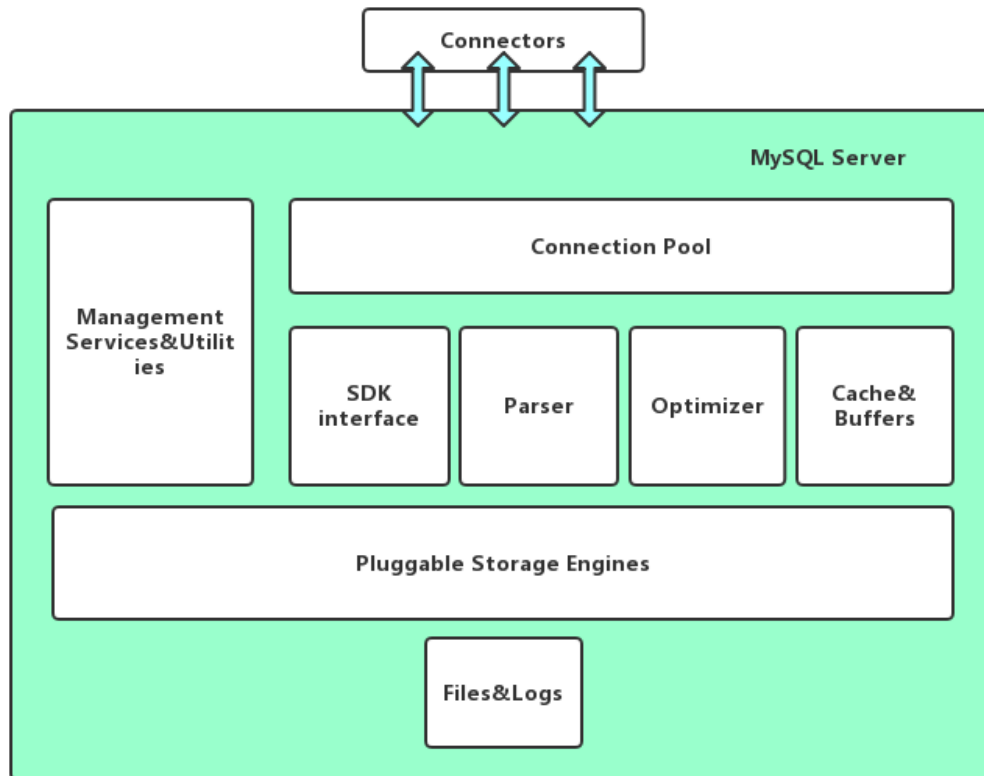 Connectors
MySQL Server
Connection Pool
Management
Services&Utilit
ies
SDK
interface
Parser
Optimizer
Cache&
Buffers
Pluggable Storage Engines
Files&Logs